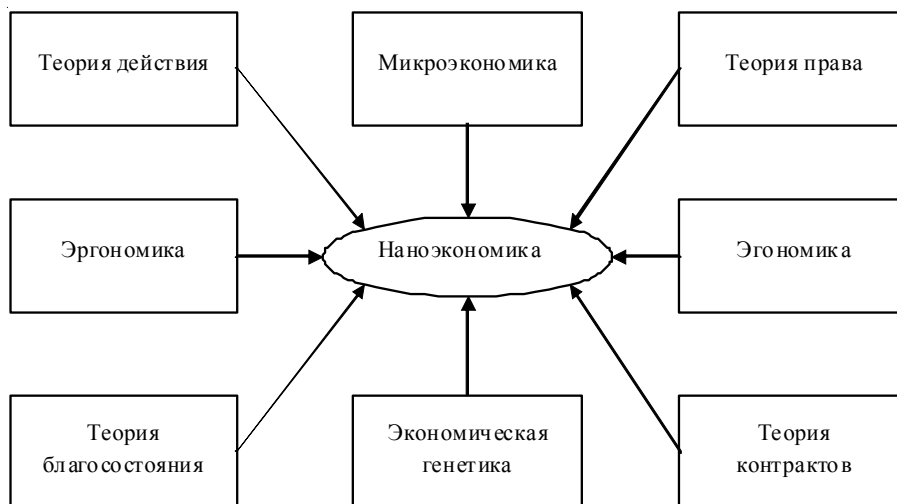 Теория действия
Микроэкономика
Теория права
Эргономика
Наноэкономика
Эгономика
Теория
благосостояния
Экономическая
генетика
Теория
контрактов